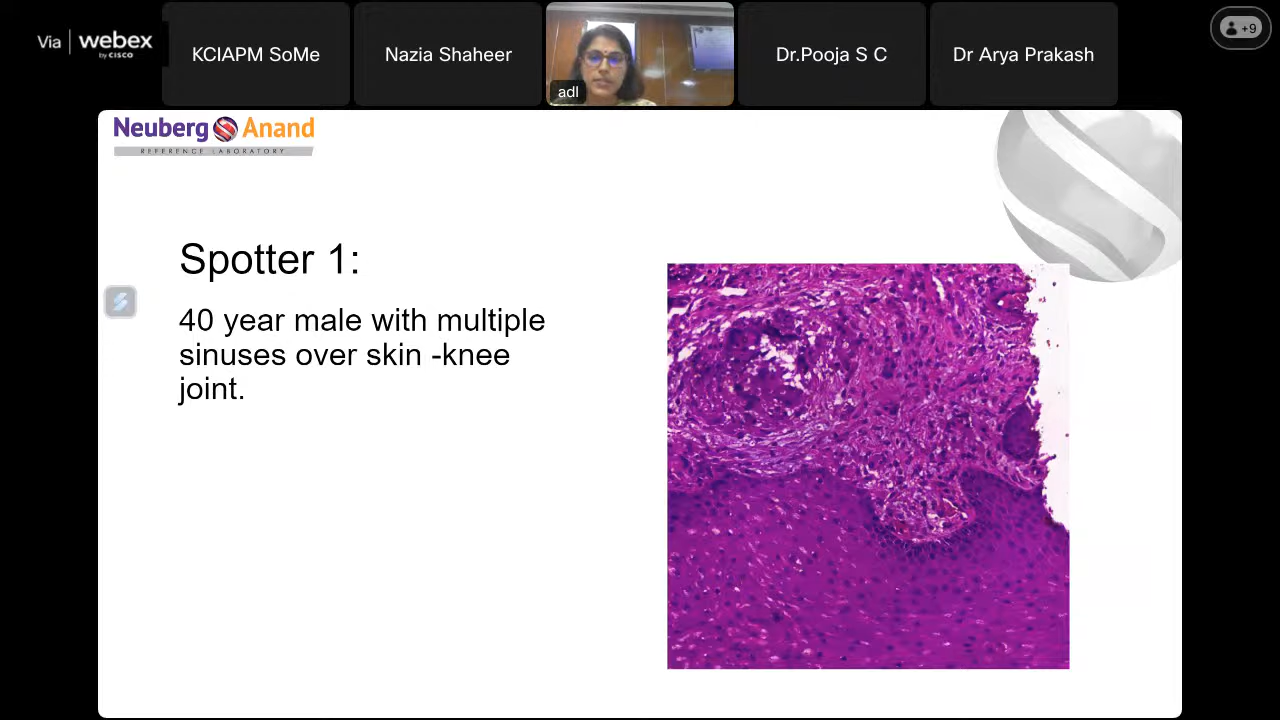 Via webex
by CISCO
KCIAPM SoMe
Nazia Shaheer
adl
Dr.Pooja S C
Dr Arya Prakash
+9
Neuberg Anand
REFERENCE LABORATORY
Spotter 1:
40 year male with multiple
sinuses over skin -knee
joint.